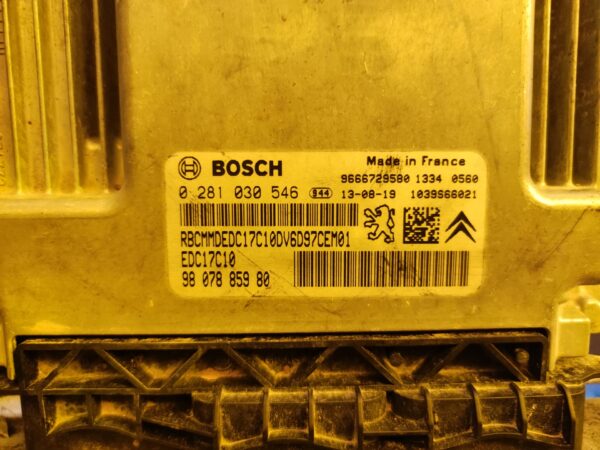 BOSCH
Made in France
9666729580 1334 0560
0 281 030 546 944 13-08-19 1039S66021
RBCMMDEDC17C10DV6D97CEM01
EDC17C10
98 078 859 80